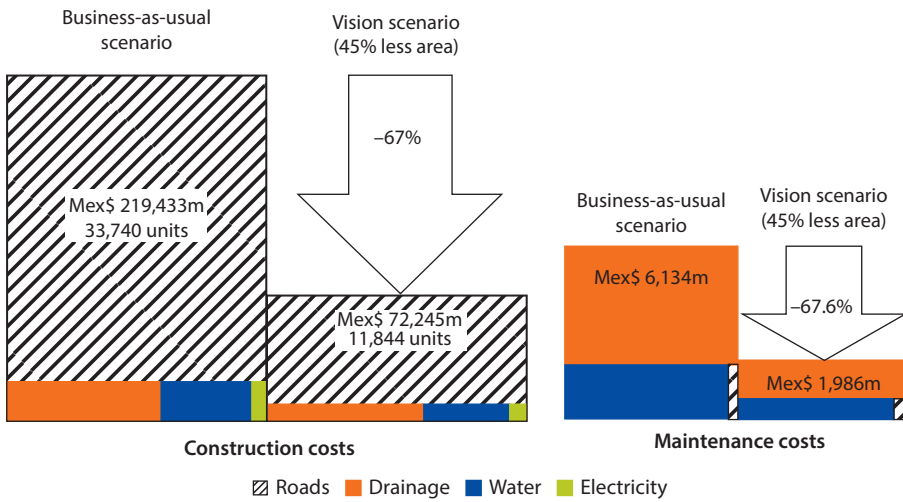 Business-as-usual
scenario
Vision scenario
(45% less area)
–67%
Mex$ 219,433m
33,740 units
Mex$ 72,245m
11,844 units
Construction costs
Business-as-usual
scenario
Vision scenario
(45% less area)
Mex$ 6,134m
–67.6%
Mex$ 1,986m
Maintenance costs
Roads Drainage Water Electricity